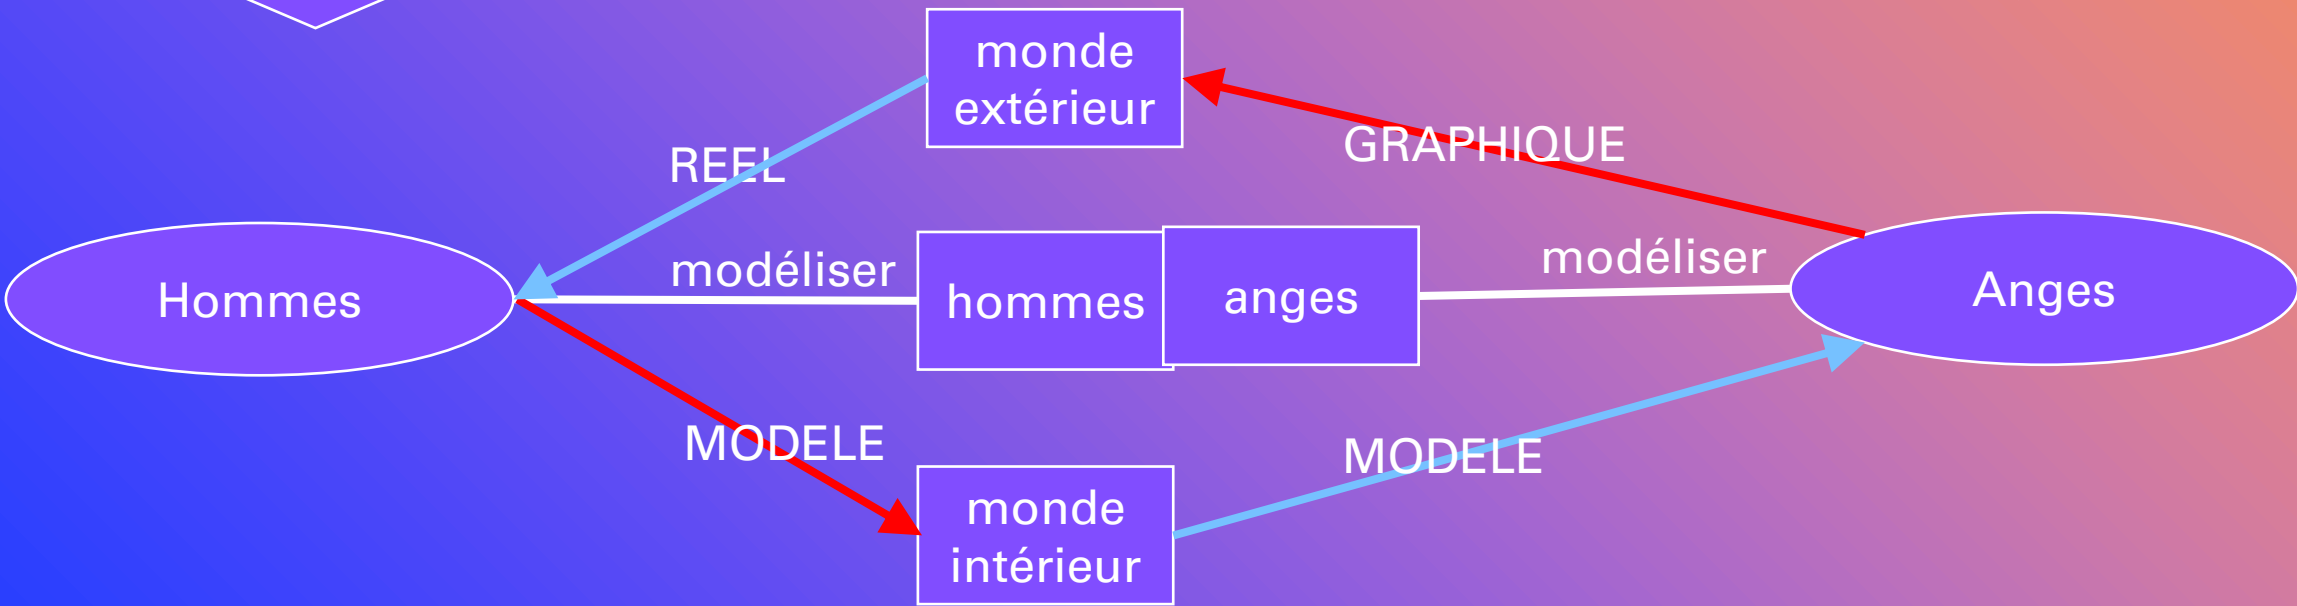 monde
extérieur
GRAPHIQUE
REEL
modéliser
modéliser
Hommes
hommes
anges
Anges
MODELE
MODELE
monde
intérieur